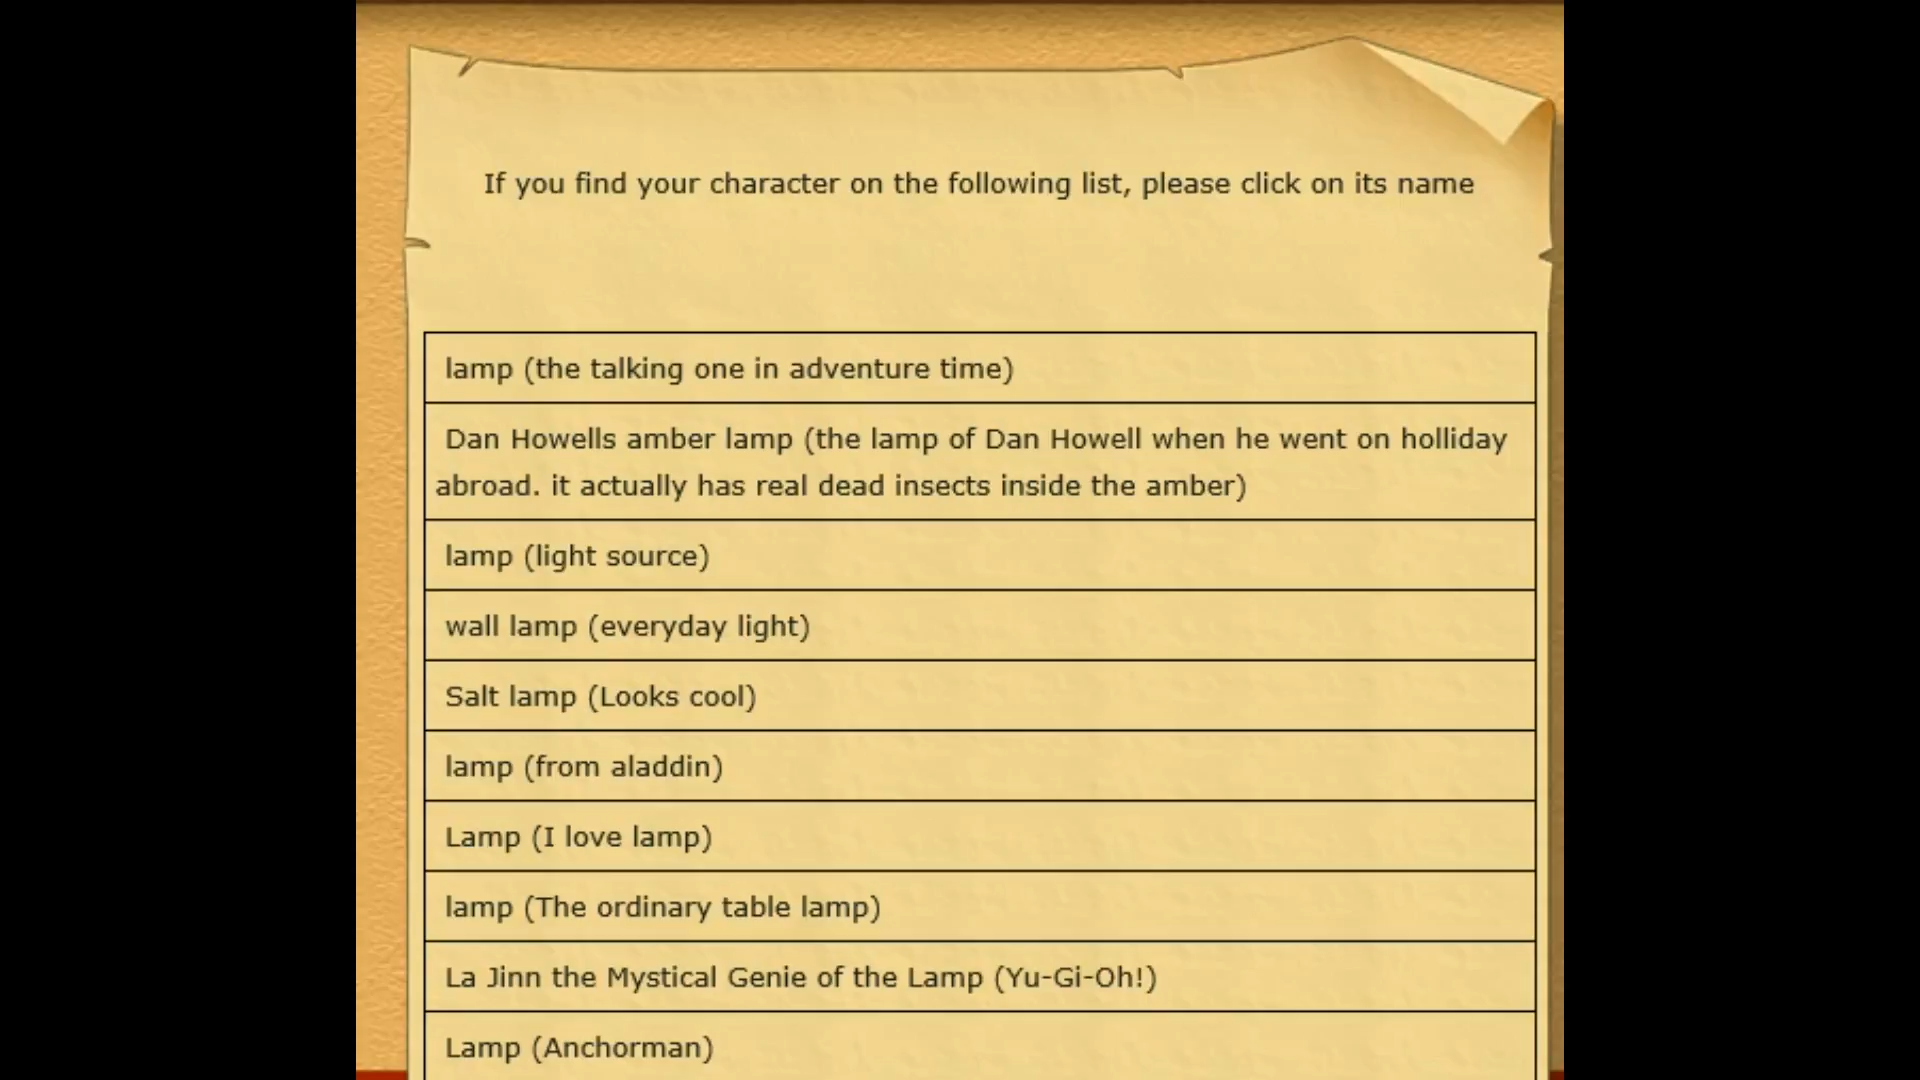 If you find your character on the following list, please click on its name
lamp (the talking one in adventure time)
Dan Howells amber lamp (the lamp of Dan Howell when he went on holliday
abroad. it actually has real dead insects inside the amber)
lamp (light source)
wall lamp (everyday light)
Salt lamp (Looks cool)
lamp (from aladdin)
Lamp (I love lamp)
lamp (The ordinary table lamp)
La Jinn the Mystical Genie of the Lamp (Yu-Gi-Oh!)
Lamp (Anchorman)